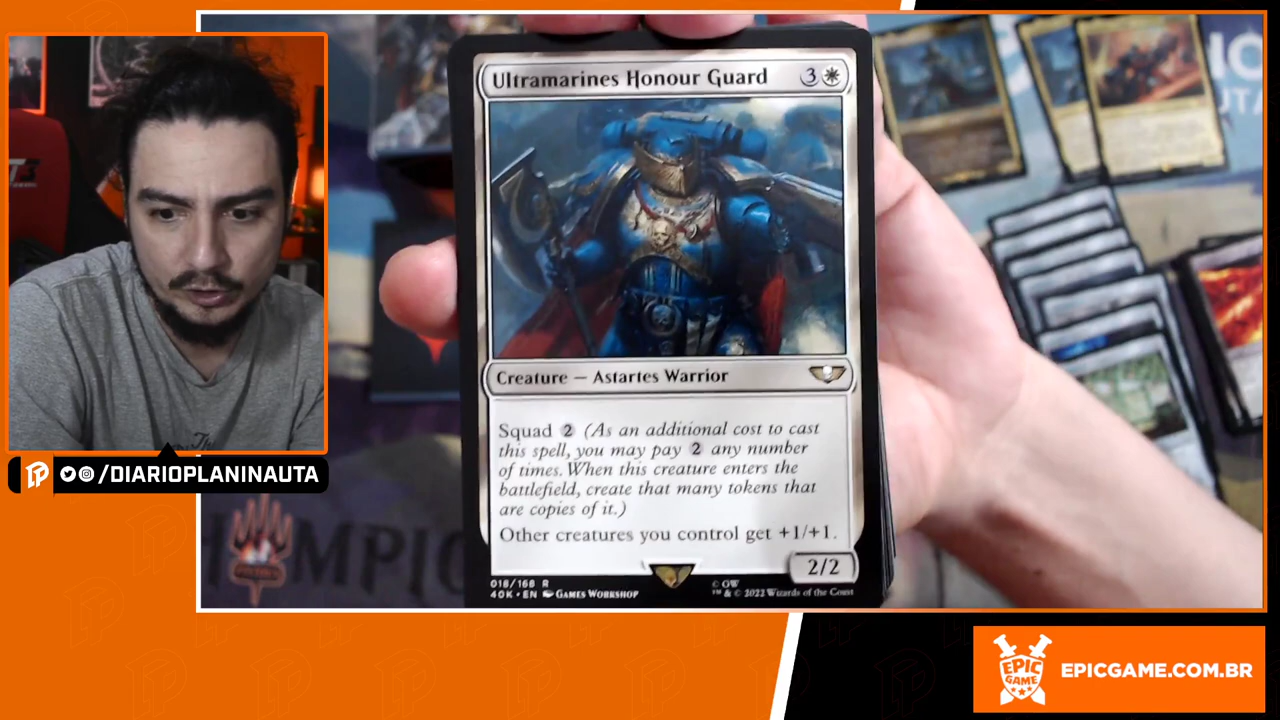 Ultramarines Honour Guard 3
Creature — Astartes Warrior
Squad 2 (As an additional cost to cast
this spell, you may pay 2 any number
of times. When this creature enters the
battlefield, create that many tokens that
are copies of it.)
Other creatures you control get +1/+1.
2/2
018/168 R
40K • EN GAMES WORKSHOP
© GW
™ & © 2022 Wizards of the Coast
/DIARIOPLANINAUTA
EPIC
GAME
EPICGAME.COM.BR